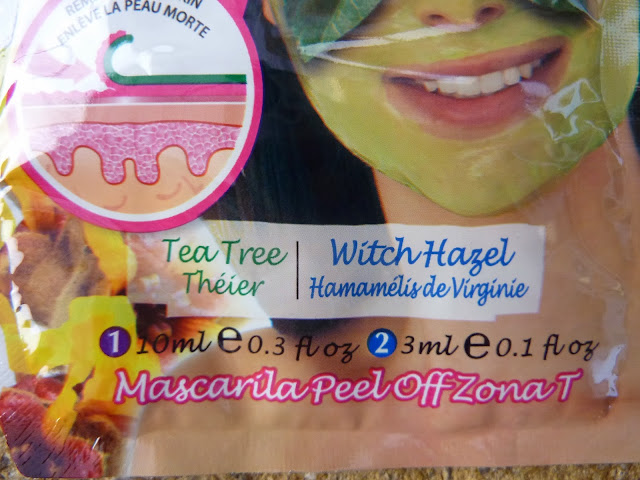 ENLÈVE LA PEAU MORTE
Tea Tree
Théier
Witch Hazel
Hamamélis de Virginie
1 10ml e 0.3 fl oz 2 3ml e 0.1 fl oz
Mascarila Peel Off Zona T